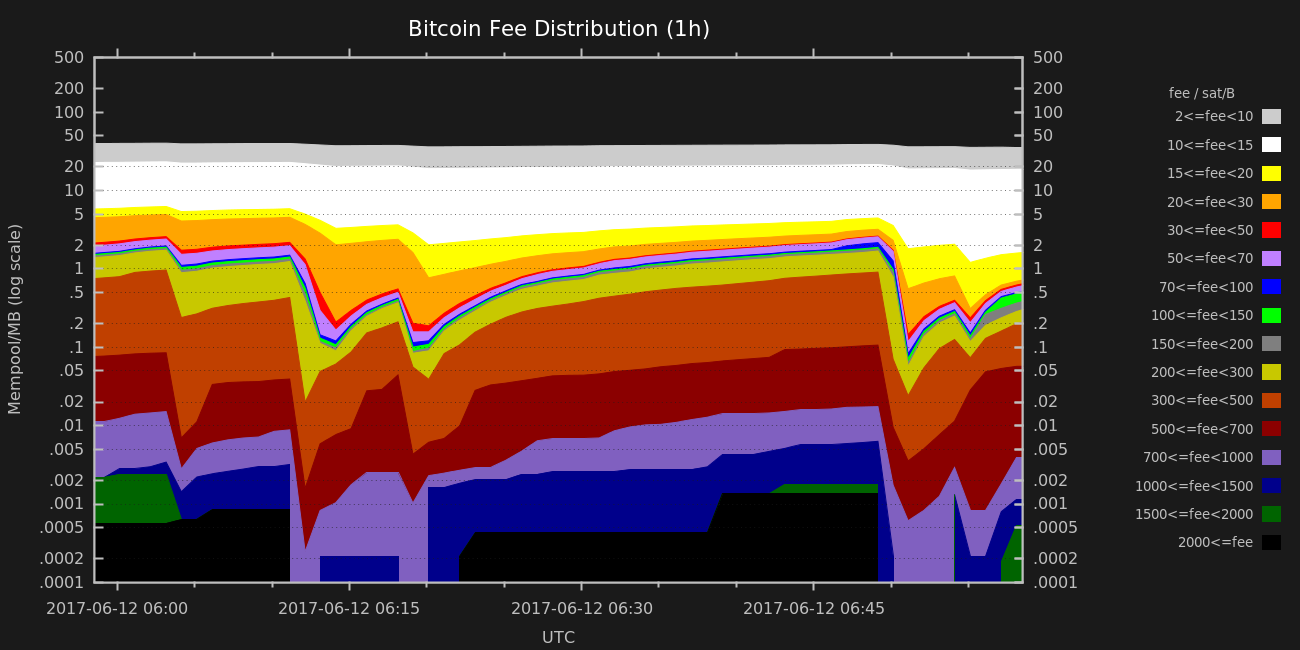 Bitcoin Fee Distribution (1h)
Mempool/MB (log scale)
500
200
100
50
20
10
5
2
1
.5
.2
.1
.05
.02
.01
.005
.002
.001
.0005
.0002
.0001
500
200
100
50
20
10
5
2
1
.5
.2
.1
.05
.02
.01
.005
.002
.001
.0005
.0002
.0001
2017-06-12 06:00 2017-06-12 06:15 2017-06-12 06:30 2017-06-12 06:45
UTC
fee / sat/B
2<=fee<10
10<=fee<15
15<=fee<20
20<=fee<30
30<=fee<50
50<=fee<70
70<=fee<100
100<=fee<150
150<=fee<200
200<=fee<300
300<=fee<500
500<=fee<700
700<=fee<1000
1000<=fee<1500
1500<=fee<2000
2000<=fee